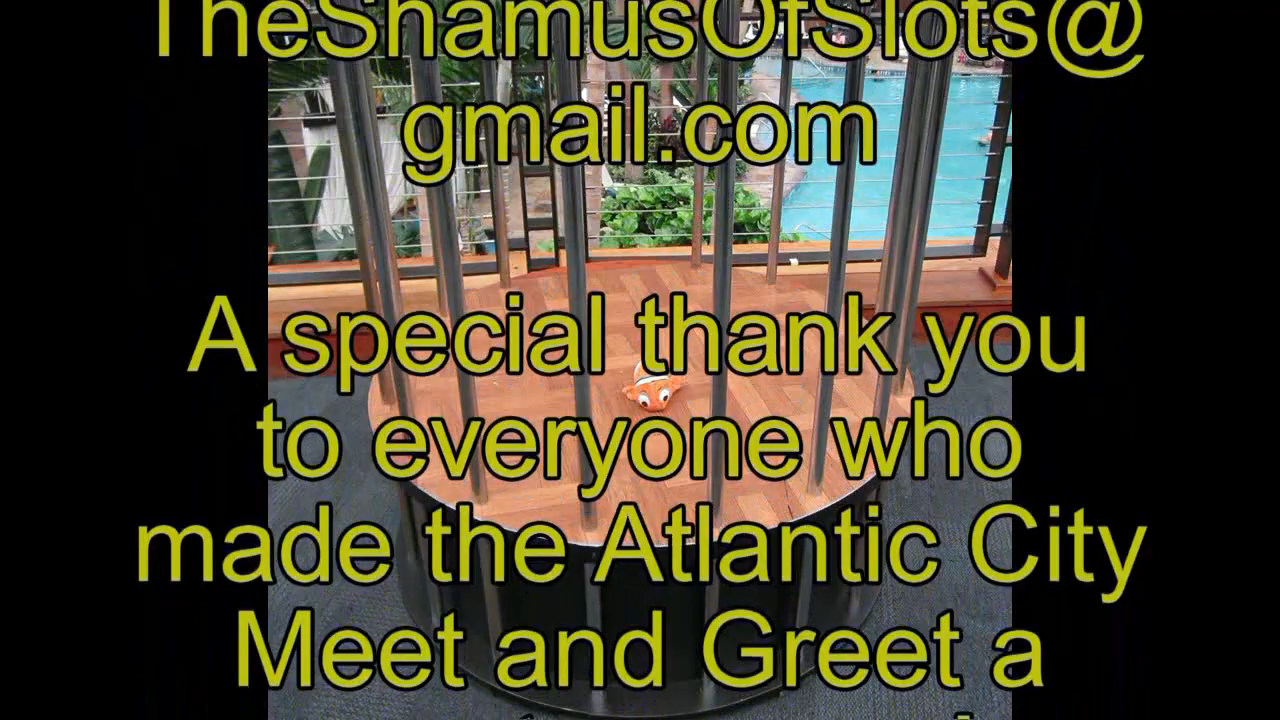 TheShamusOfSlots@
gmail.com
A special thank you
to everyone who
made the Atlantic City
Meet and Greet a